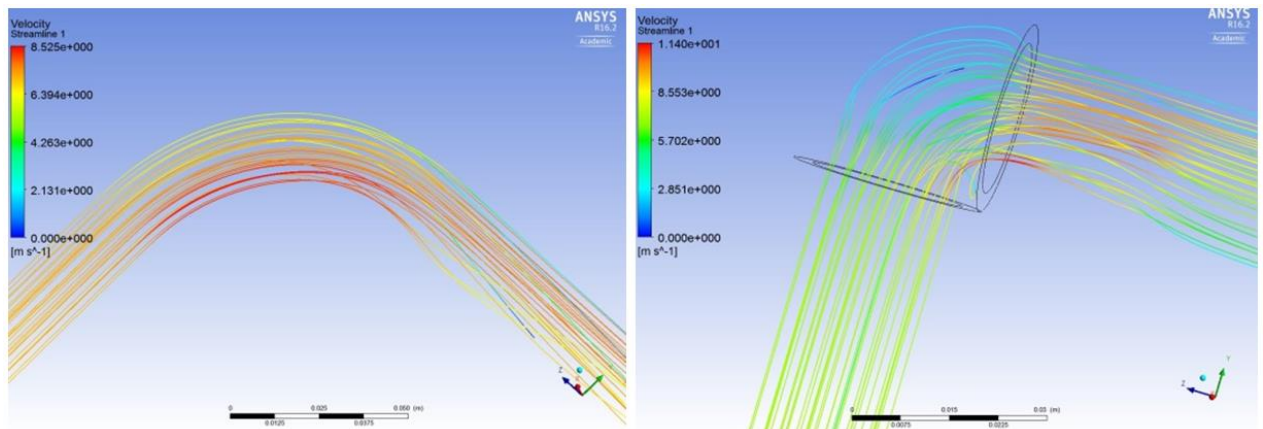 Velocity
Streamline 1
8.525e+000
6.394e+000
4.263e+000
2.131e+000
0.000e+000
[m s^-1]
ANSYS
R16.2
Academic
Z
0 0.025 0.050 (m)
0.0125 0.0375
Velocity
Streamline 1
1.140e+001
8.553e+000
5.702e+000
2.851e+000
0.000e+000
[m s^-1]
ANSYS
R16.2
Academic
Y
Z
0 0.015 0.03 (m)
0.0075 0.0225